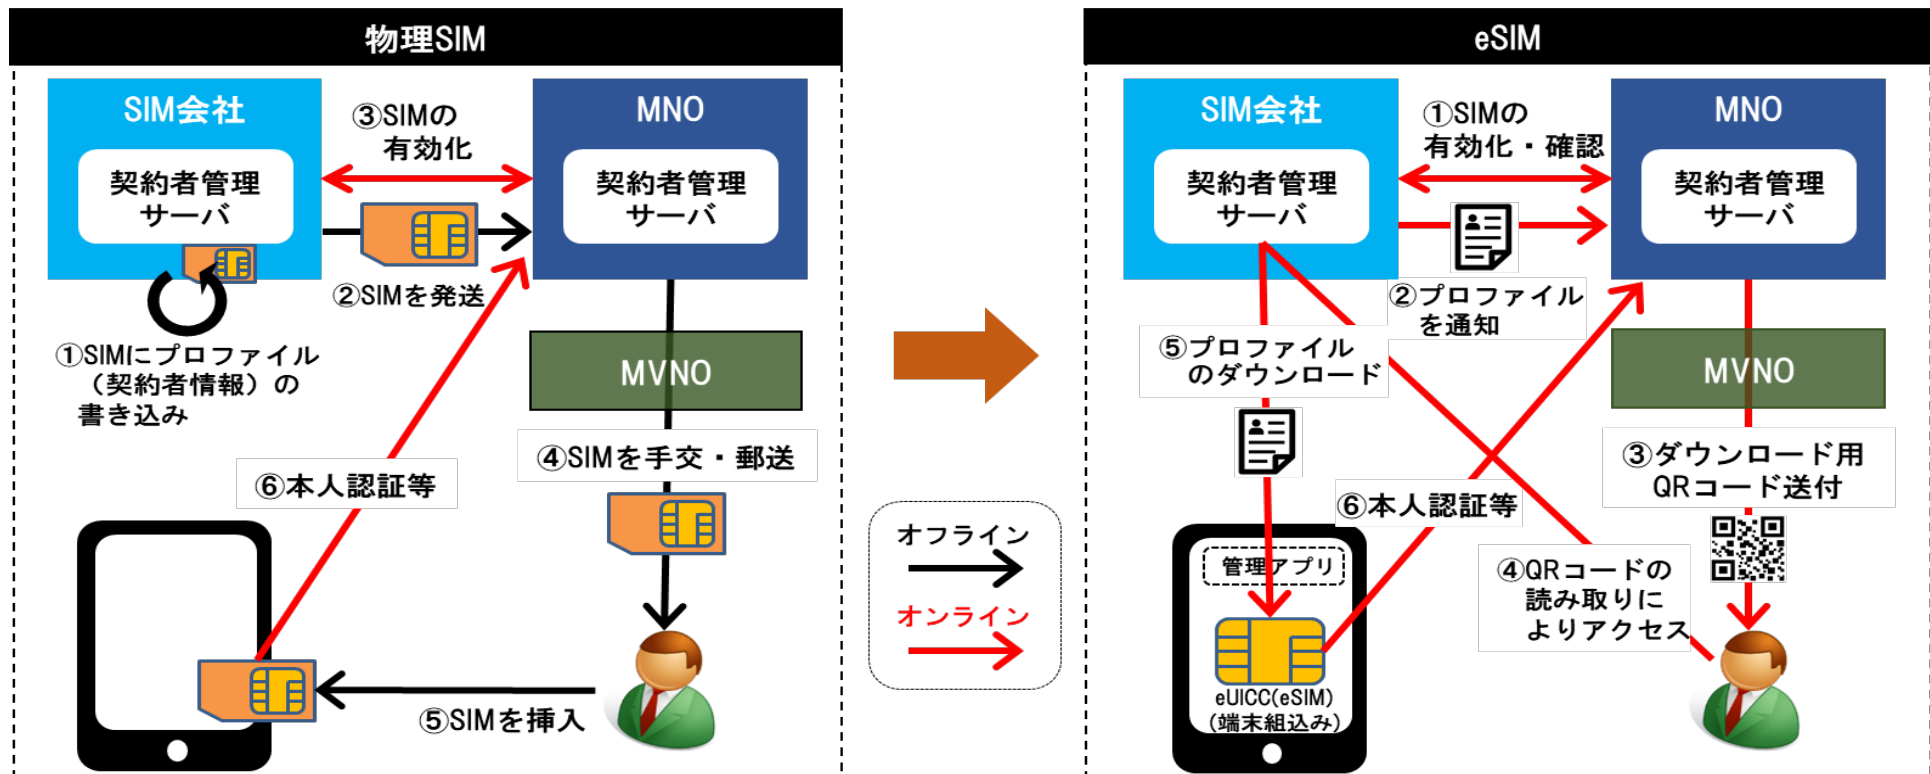 物理SIM
SIM会社
契約者管理
サーバ
③SIMの
有効化
MNO
契約者管理
サーバ
②SIMを発送
①SIMにプロファイル
（契約者情報）の
書き込み
MVNO
④SIMを手交・郵送
⑥本人認証等
⑤SIMを挿入
オフライン
オンライン
eSIM
SIM会社
契約者管理
サーバ
①SIMの
有効化・確認
MNO
契約者管理
サーバ
②プロファイル
を通知
⑤プロファイル
のダウンロード
MVNO
③ダウンロード用
QRコード送付
⑥本人認証等
④QRコードの
読み取りに
よりアクセス
管理アプリ
eUICC(eSIM)
(端末組込み)